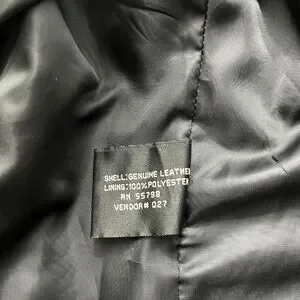 SHELL:GENUINE LEATHER
LINING:100%POLYESTER
RN 55798
VENDOR# 027